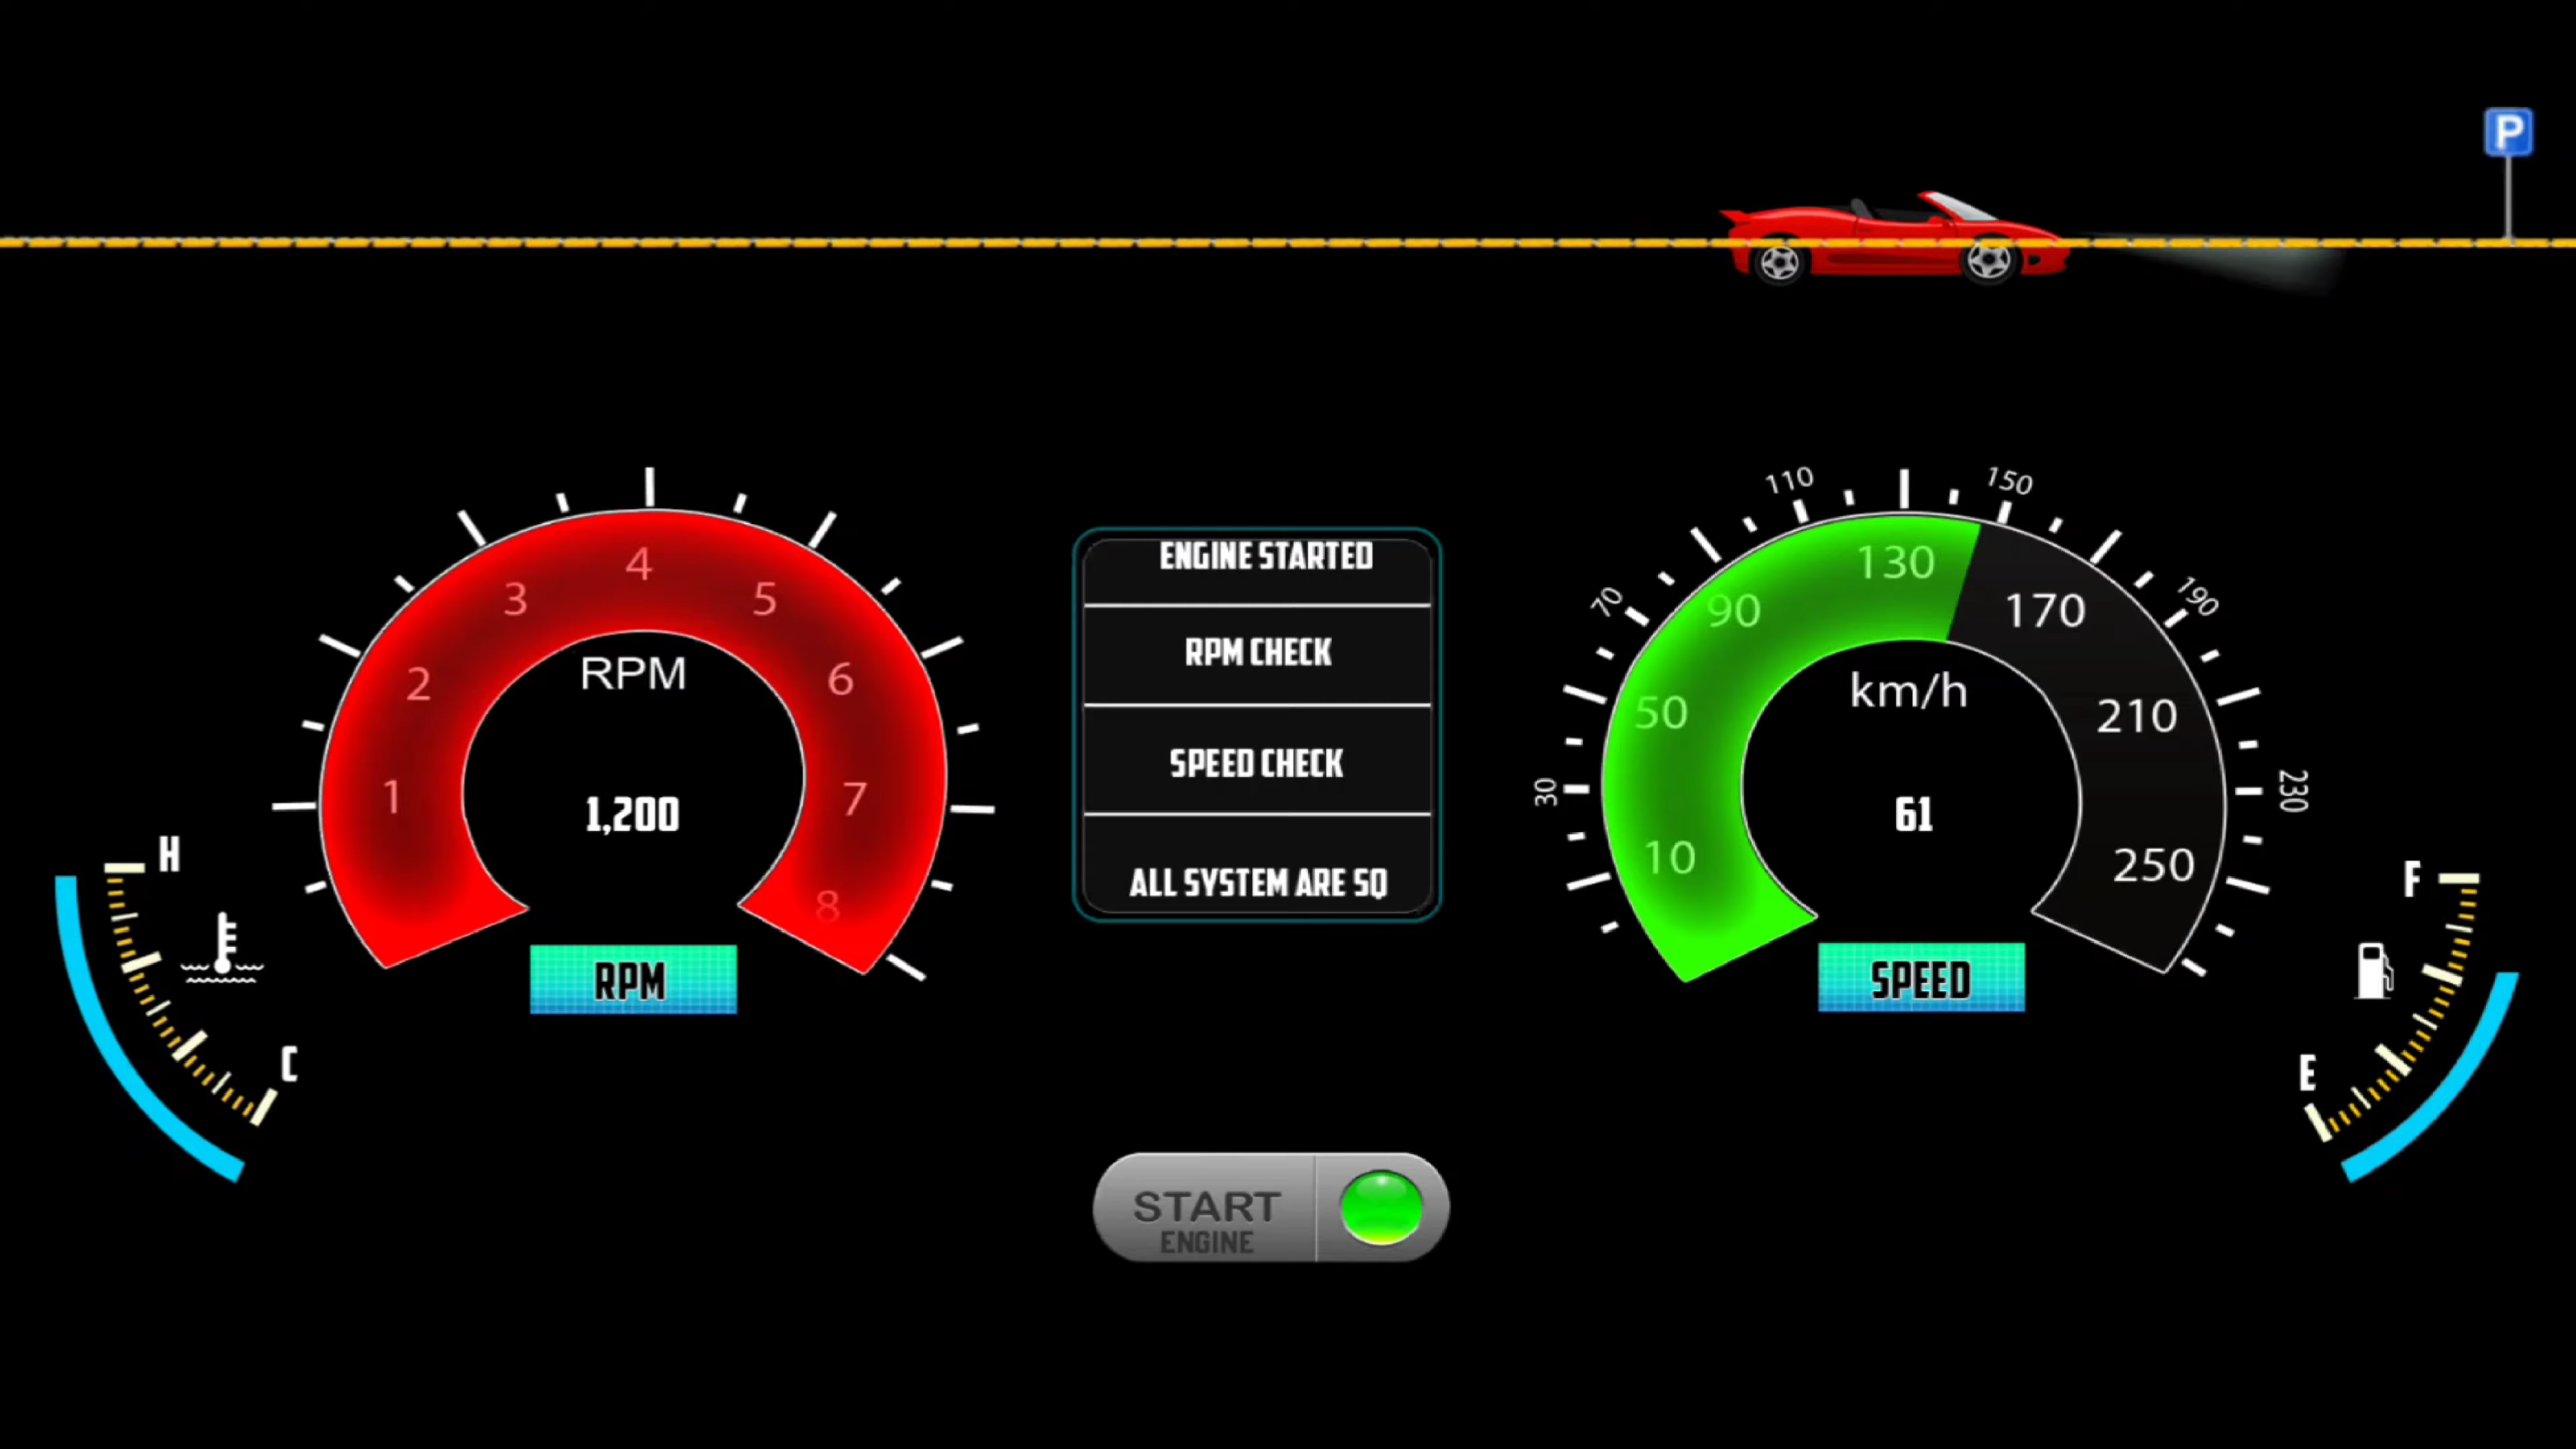 P
110
150
70
190
30
230
130
90
170
50
210
10
250
km/h
61
SPEED
4
3
5
2
6
1
7
8
RPM
1,200
RPM
ENGINE STARTED
RPM CHECK
SPEED CHECK
ALL SYSTEM ARE SQ
H
C
F
E
START
ENGINE